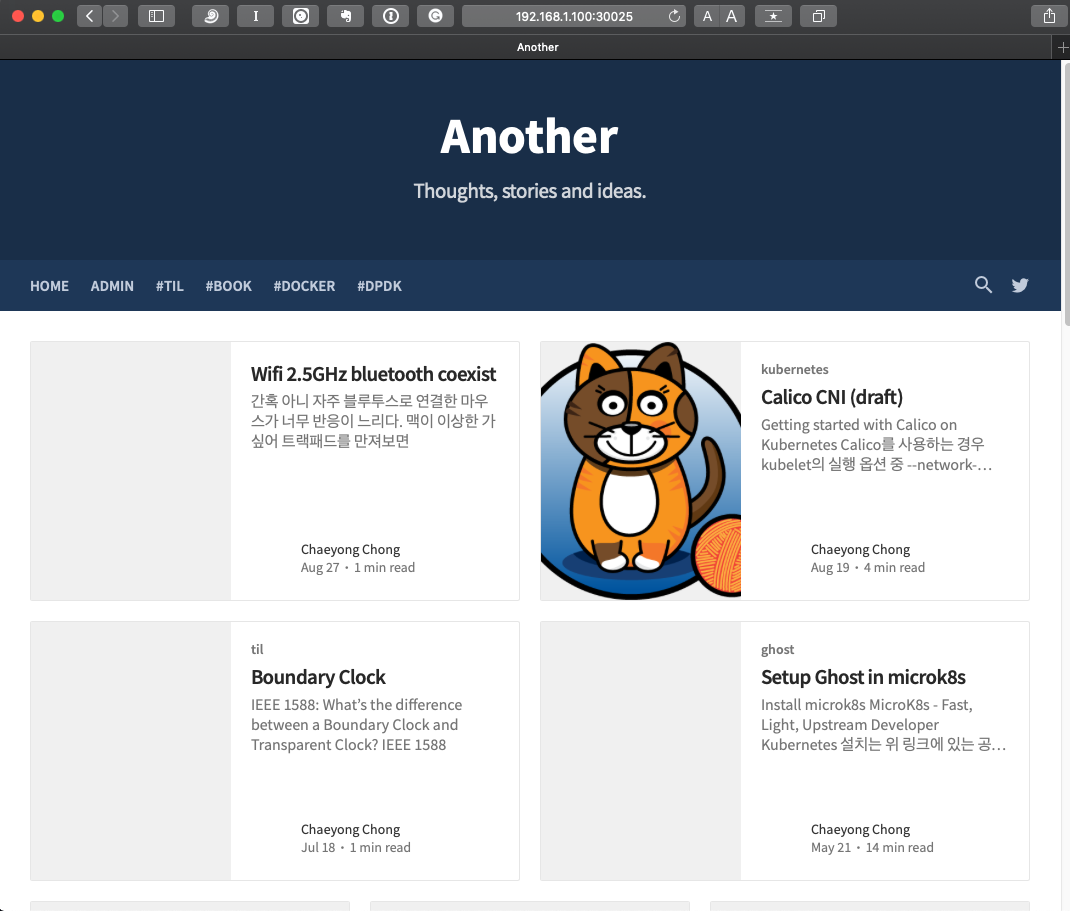 192.168.1.100:30025
A A
Another
Another
Thoughts, stories and ideas.
HOME ADMIN #TIL #BOOK #DOCKER #DPDK
Wifi 2.5GHz bluetooth coexist
간혹 아니 자주 블루투스로 연결한 마우
스가 너무 반응이 느리다. 맥이 이상한 가
싶어 트랙패드를 만져보면
Chaeyong Chong
Aug 27 • 1 min read
kubernetes
Calico CNI (draft)
Getting started with Calico on
Kubernetes Calico를 사용하는 경우
kubelet의 실행 옵션 중 --network-…
Chaeyong Chong
Aug 19 • 4 min read
til
Boundary Clock
IEEE 1588: What’s the difference
between a Boundary Clock and
Transparent Clock? IEEE 1588
Chaeyong Chong
Jul 18 • 1 min read
ghost
Setup Ghost in microk8s
Install microk8s MicroK8s - Fast,
Light, Upstream Developer
Kubernetes 설치는 위 링크에 있는 공…
Chaeyong Chong
May 21 • 14 min read